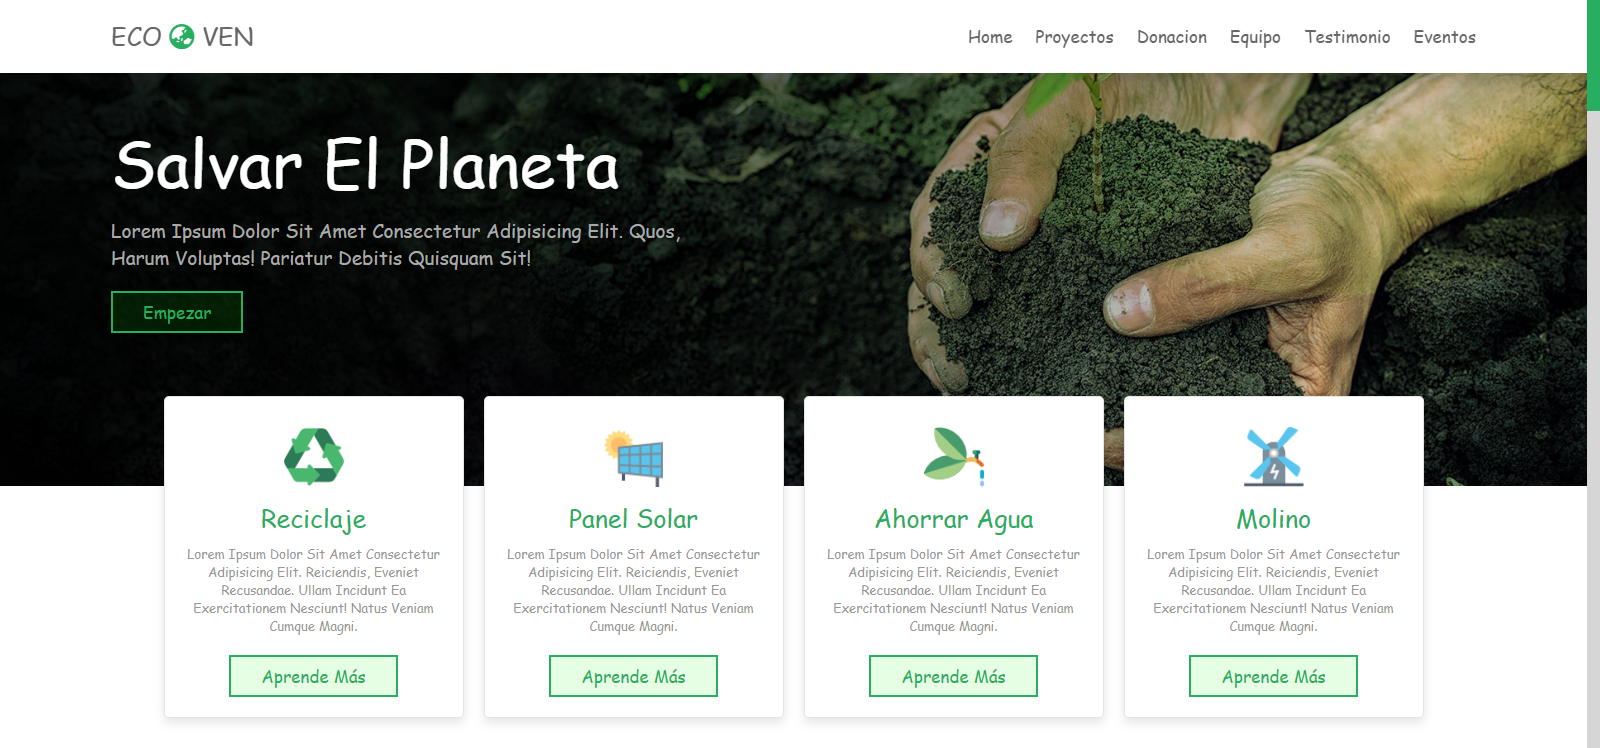 ECO VEN
Home Proyectos Donacion Equipo Testimonio Eventos
Salvar El Planeta
Lorem Ipsum Dolor Sit Amet Consectetur Adipisicing Elit. Quos,
Harum Voluptas! Pariatur Debitis Quisquam Sit!
Empezar
Reciclaje
Lorem Ipsum Dolor Sit Amet Consectetur
Adipisicing Elit. Reiciendis, Eveniet
Recusandae. Ullam Incidunt Ea
Exercitationem Nesciunt! Natus Veniam
Cumque Magni.
Aprende Más
Panel Solar
Lorem Ipsum Dolor Sit Amet Consectetur
Adipisicing Elit. Reiciendis, Eveniet
Recusandae. Ullam Incidunt Ea
Exercitationem Nesciunt! Natus Veniam
Cumque Magni.
Aprende Más
Ahorrar Agua
Lorem Ipsum Dolor Sit Amet Consectetur
Adipisicing Elit. Reiciendis, Eveniet
Recusandae. Ullam Incidunt Ea
Exercitationem Nesciunt! Natus Veniam
Cumque Magni.
Aprende Más
Molino
Lorem Ipsum Dolor Sit Amet Consectetur
Adipisicing Elit. Reiciendis, Eveniet
Recusandae. Ullam Incidunt Ea
Exercitationem Nesciunt! Natus Veniam
Cumque Magni.
Aprende Más